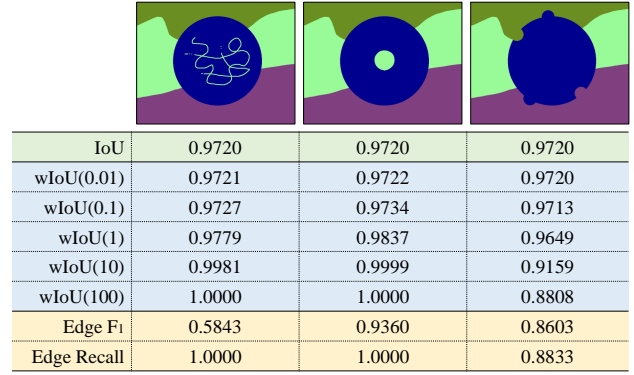 IoU 0.9720 0.9720 0.9720
wIoU(0.01) 0.9721 0.9722 0.9720
wIoU(0.1) 0.9727 0.9734 0.9713
wIoU(1) 0.9779 0.9837 0.9649
wIoU(10) 0.9981 0.9999 0.9159
wIoU(100) 1.0000 1.0000 0.8808
Edge F₁ 0.5843 0.9360 0.8603
Edge Recall 1.0000 1.0000 0.8833